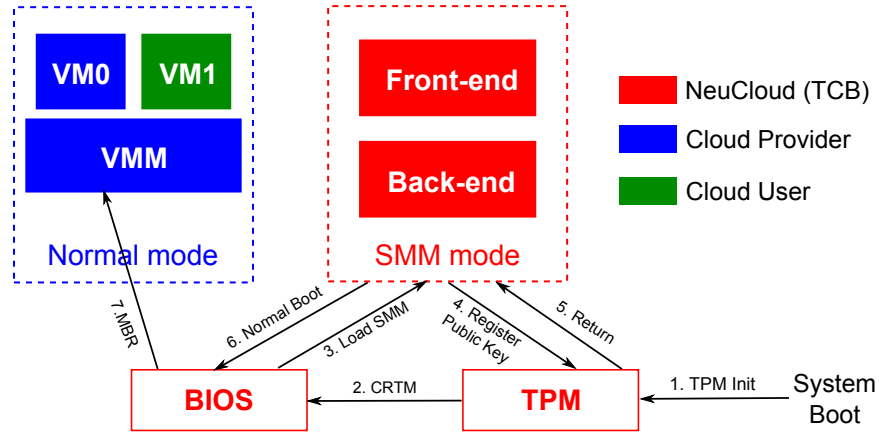 VM0
VM1
VMM
Normal mode
Front-end
Back-end
SMM mode
NeuCloud (TCB)
Cloud Provider
Cloud User
7.MBR
6. Normal Boot
3. Load SMM
4. Register
Public Key
5. Return
BIOS
2. CRTM
TPM
1. TPM Init
System
Boot